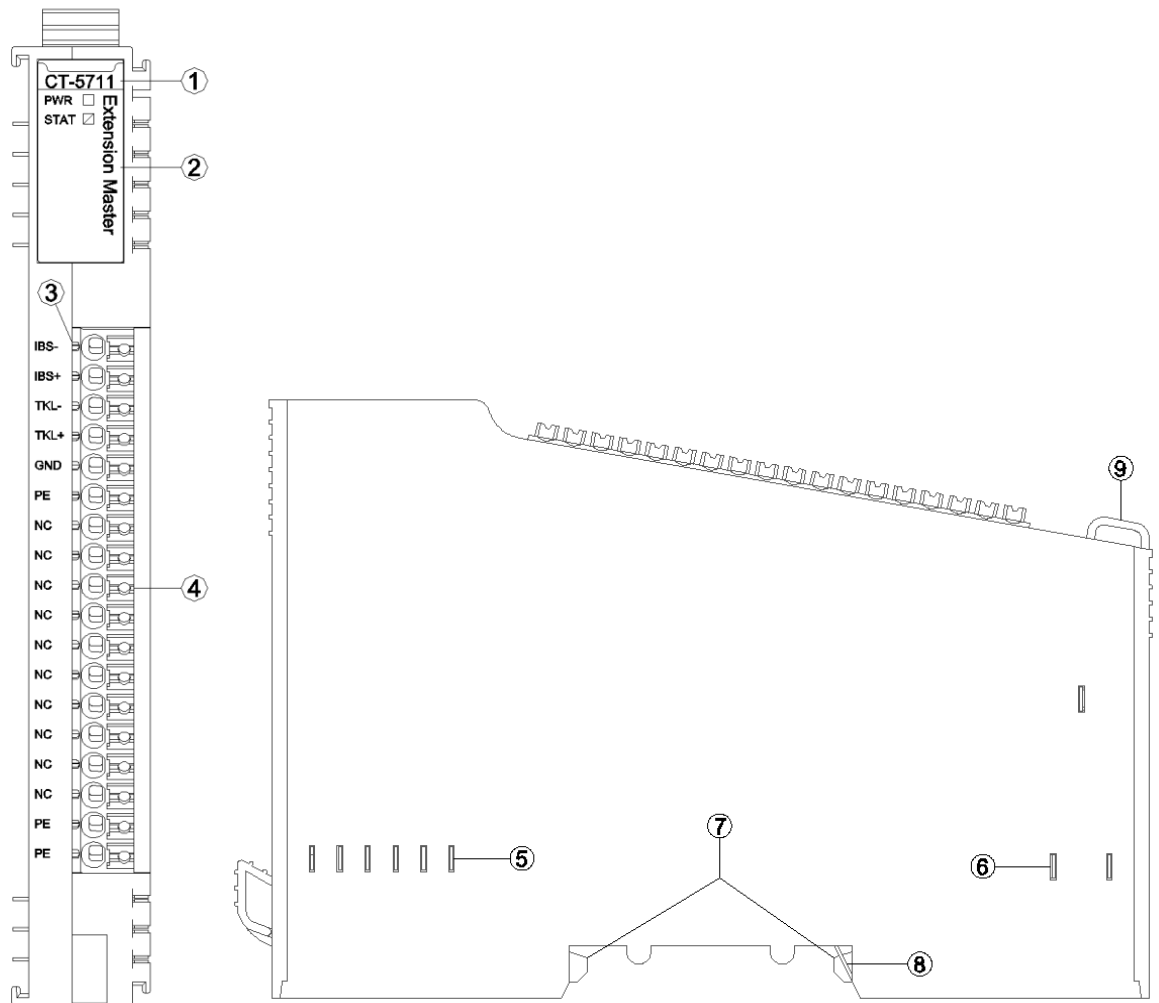 CT-5711
PWR
STAT
Extension Master
1
2
3
IBS-
IBS+
TKL-
TKL+
GND
PE
NC
NC
NC
4
NC
NC
NC
NC
NC
NC
NC
PE
PE
9
7
5
6
8